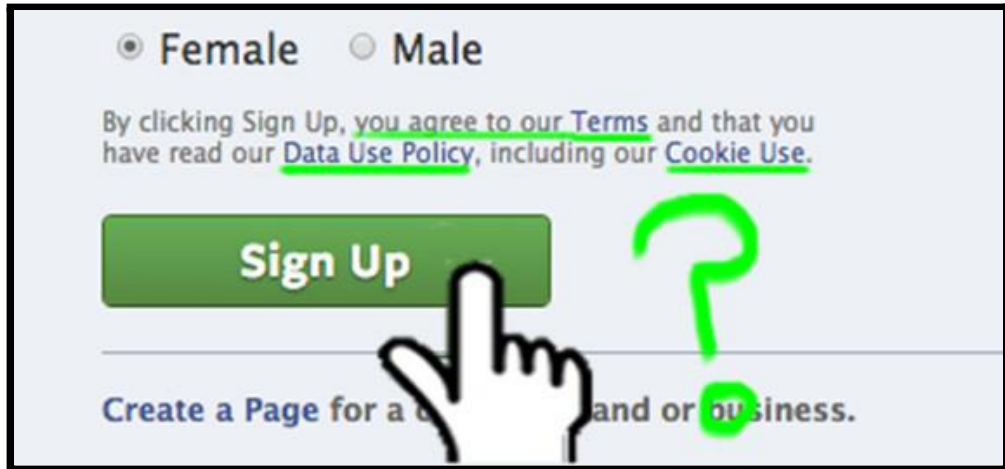 Female Male
By clicking Sign Up, you agree to our Terms and that you
have read our Data Use Policy, including our Cookie Use.
Sign Up
?
Create a Page for a and or business.